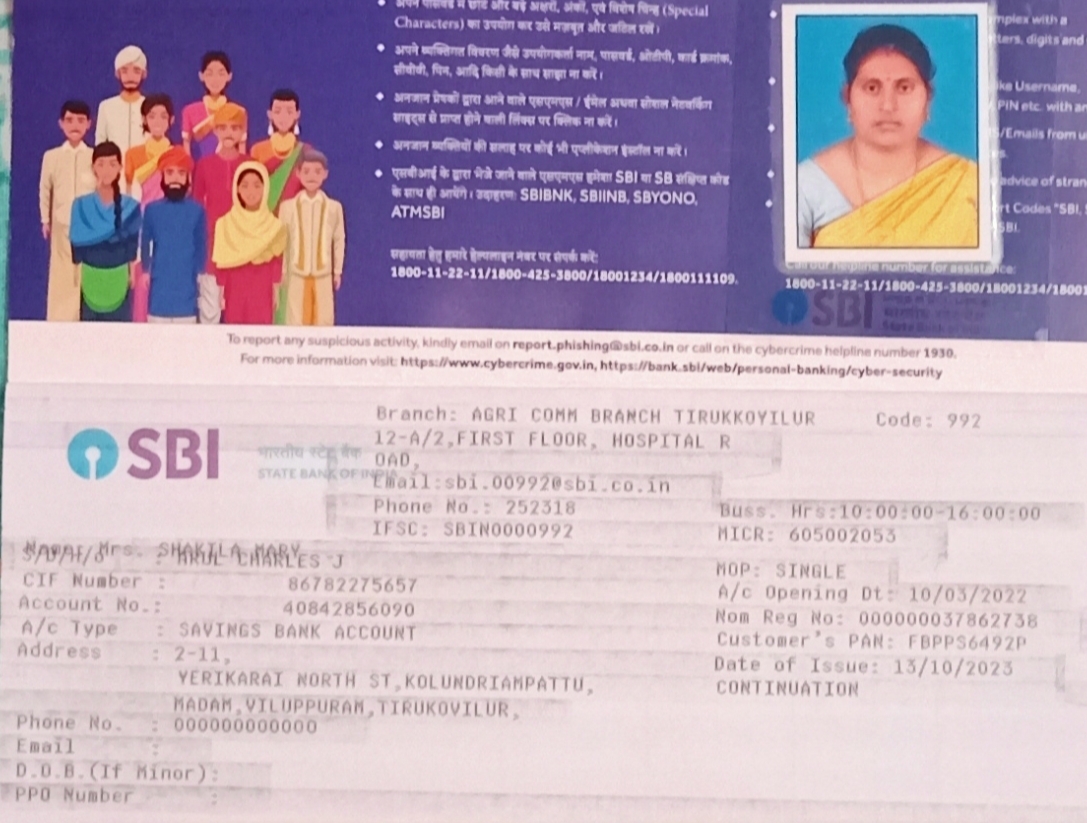 अपने पासवर्ड में छोटे और बड़े अक्षरों, अंकों, एवं विशेष चिन्ह (Special
Characters) का उपयोग कर उसे मजबूत और जटिल रखें।
अपने व्यक्तिगत विवरण जैसे उपयोगकर्ता नाम, पासवर्ड, ओटीपी, कार्ड क्रमांक,
सीवीवी, पिन, आदि किसी के साथ साझा ना करें।
अनजान प्रेषकों द्वारा आने वाले एसएमएस / ईमेल अथवा सोशल नेटवर्किंग
साइट्स से प्राप्त होने वाली लिंक्स पर क्लिक ना करें।
अनजान व्यक्तियों की सलाह पर कोई भी एप्लीकेशन इंस्टॉल ना करें।
एसबीआई के द्वारा भेजे जाने वाले एसएमएस हमेशा SBI या SB संक्षिप्त कोड
के साथ ही आयेंगे। उदाहरण: SBIBNK, SBIINB, SBYONO,
ATMSBI
सहायता हेतु हमारे हेल्पलाइन नंबर पर संपर्क करें:
1800-11-22-11/1800-425-3800/18001234/1800111109.
mplex with a
ters, digits and
ike Username,
PIN etc. with
S/Emails from
advice of stran
rt Codes "SBI,
SBI.
Call our helpline number for assistance:
1800-11-22-11/1800-425-3800/18001234/1800
SBI
To report any suspicious activity, kindly email on report.phishing@sbi.co.in or call on the cybercrime helpline number 1930.
For more information visit: https://www.cybercrime.gov.in, https://bank.sbi/web/personal-banking/cyber-security
SBI
भारतीय स्टेट बैंक
STATE BANK OF INDIA
Branch: AGRI COMM BRANCH TIRUKKOYILUR Code: 992
12-A/2,FIRST FLOOR, HOSPITAL R
OAD,
Email:sbi.00992@sbi.co.in
Phone No.: 252318 Buss. Hrs:10:00:00-16:00:00
IFSC: SBIN0000992 MICR: 605002053
Name: Mrs. SHAKILA MARY
S/D/H/o : ARUL CHARLES J
CIF Number : 86782275657 MOP: SINGLE
Account No.: 40842856090 A/c Opening Dt: 10/03/2022
A/c Type : SAVINGS BANK ACCOUNT Nom Reg No: 000000037862738
Address : 2-11, Customer's PAN: FBPPS6492P
YERIKARAI NORTH ST,KOLUNDRIAMPATTU, Date of Issue: 13/10/2023
MADAM,VILUPPURAM,TIRUKOVILUR, CONTINUATION
Phone No. : 000000000000
Email :
D.O.B.(If Minor):
PPO Number :